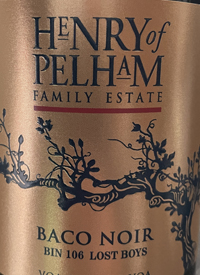 HENRY of
PELHAM
FAMILY ESTATE
BACO NOIR
BIN 106 LOST BOYS